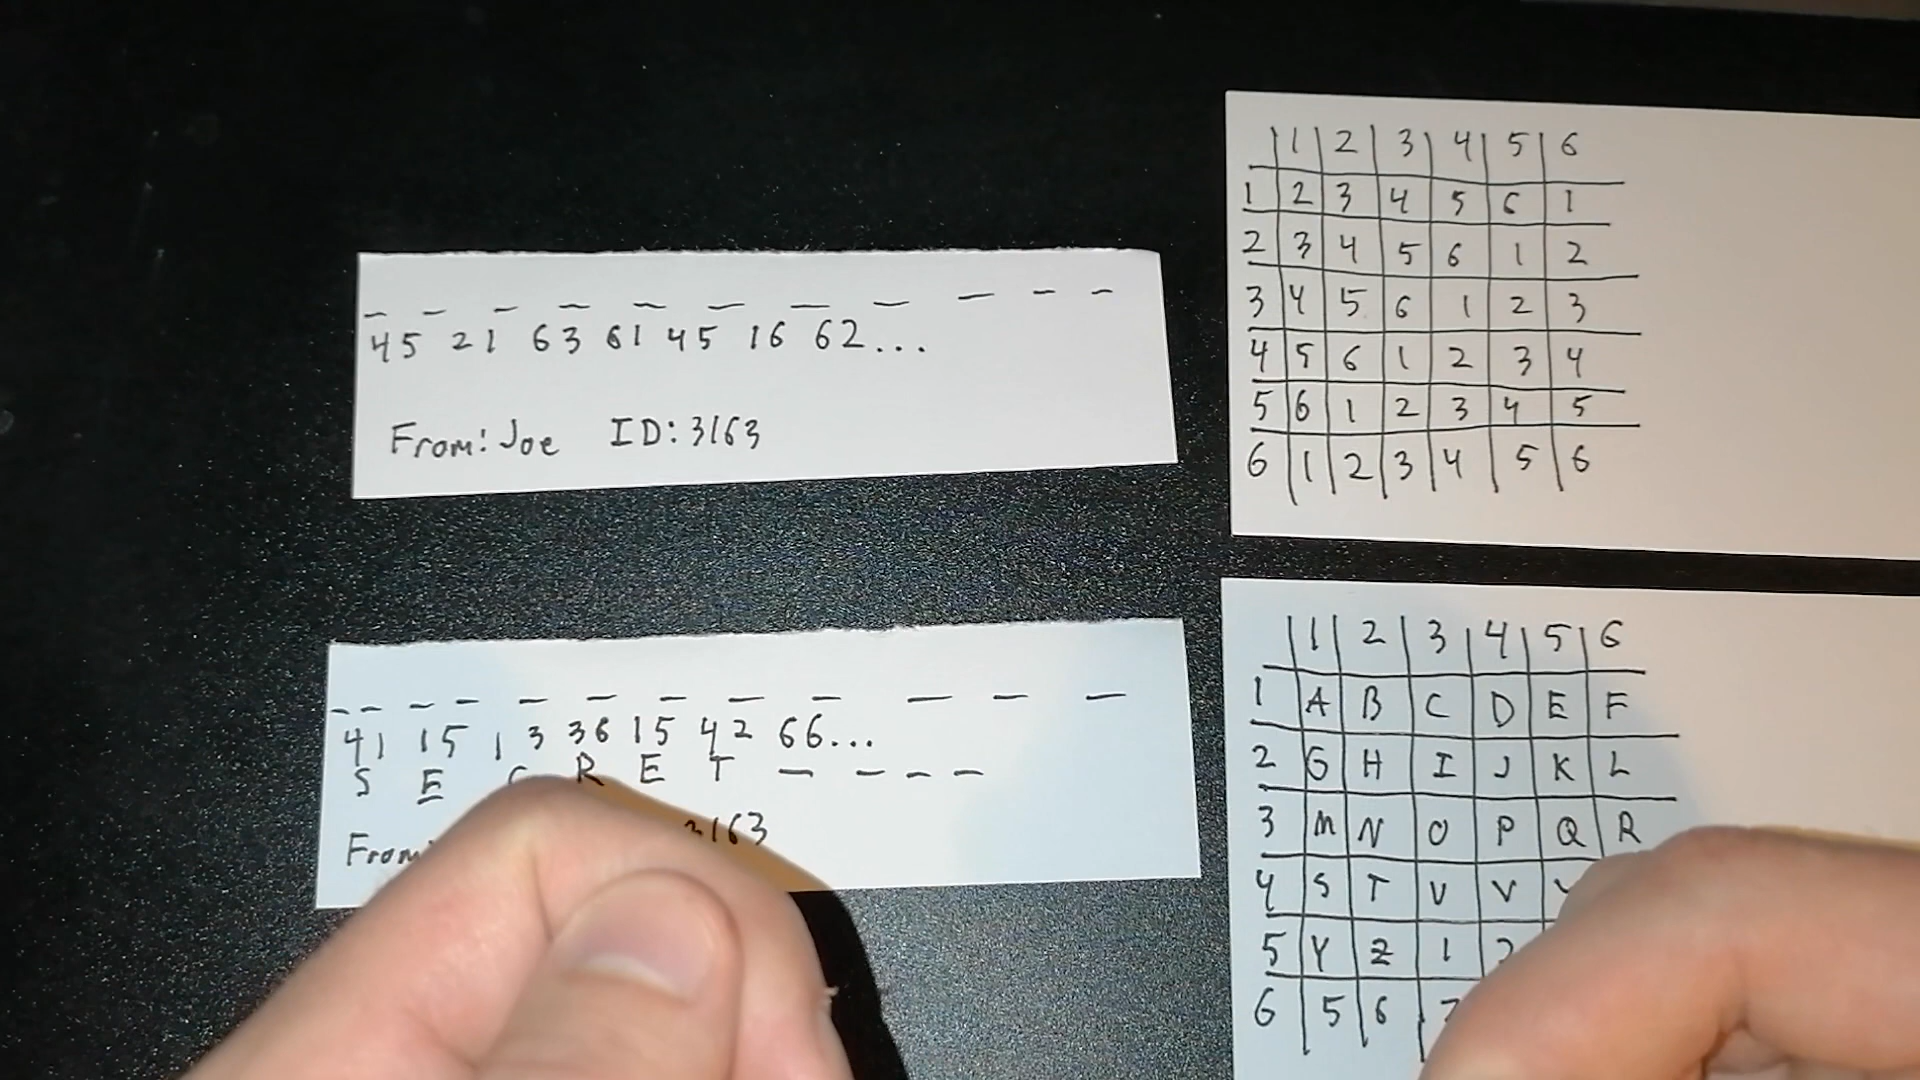 — — — — — — — — — — —
45 21 63 61 45 16 62...
From: Joe ID: 3163
1 2 3 4 5 6
1 2 3 4 5 6 1
2 3 4 5 6 1 2
3 4 5 6 1 2 3
4 5 6 1 2 3 4
5 6 1 2 3 4 5
6 1 2 3 4 5 6
— — — — — — — — — — — — —
41 15 13 36 15 42 66...
S E C R E T — — — —
From: 3163
1 2 3 4 5 6
1 A B C D E F
2 G H I J K L
3 M N O P Q R
4 S T U V
5 Y Z 1
6 5 6